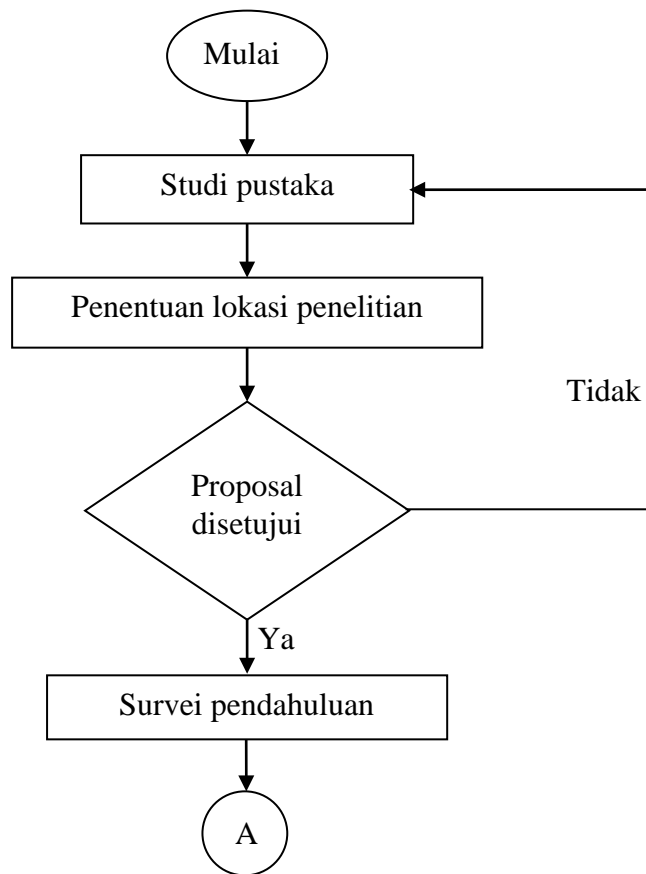 Mulai
Studi pustaka
Penentuan lokasi penelitian
Tidak
Proposal
disetujui
Ya
Survei pendahuluan
A